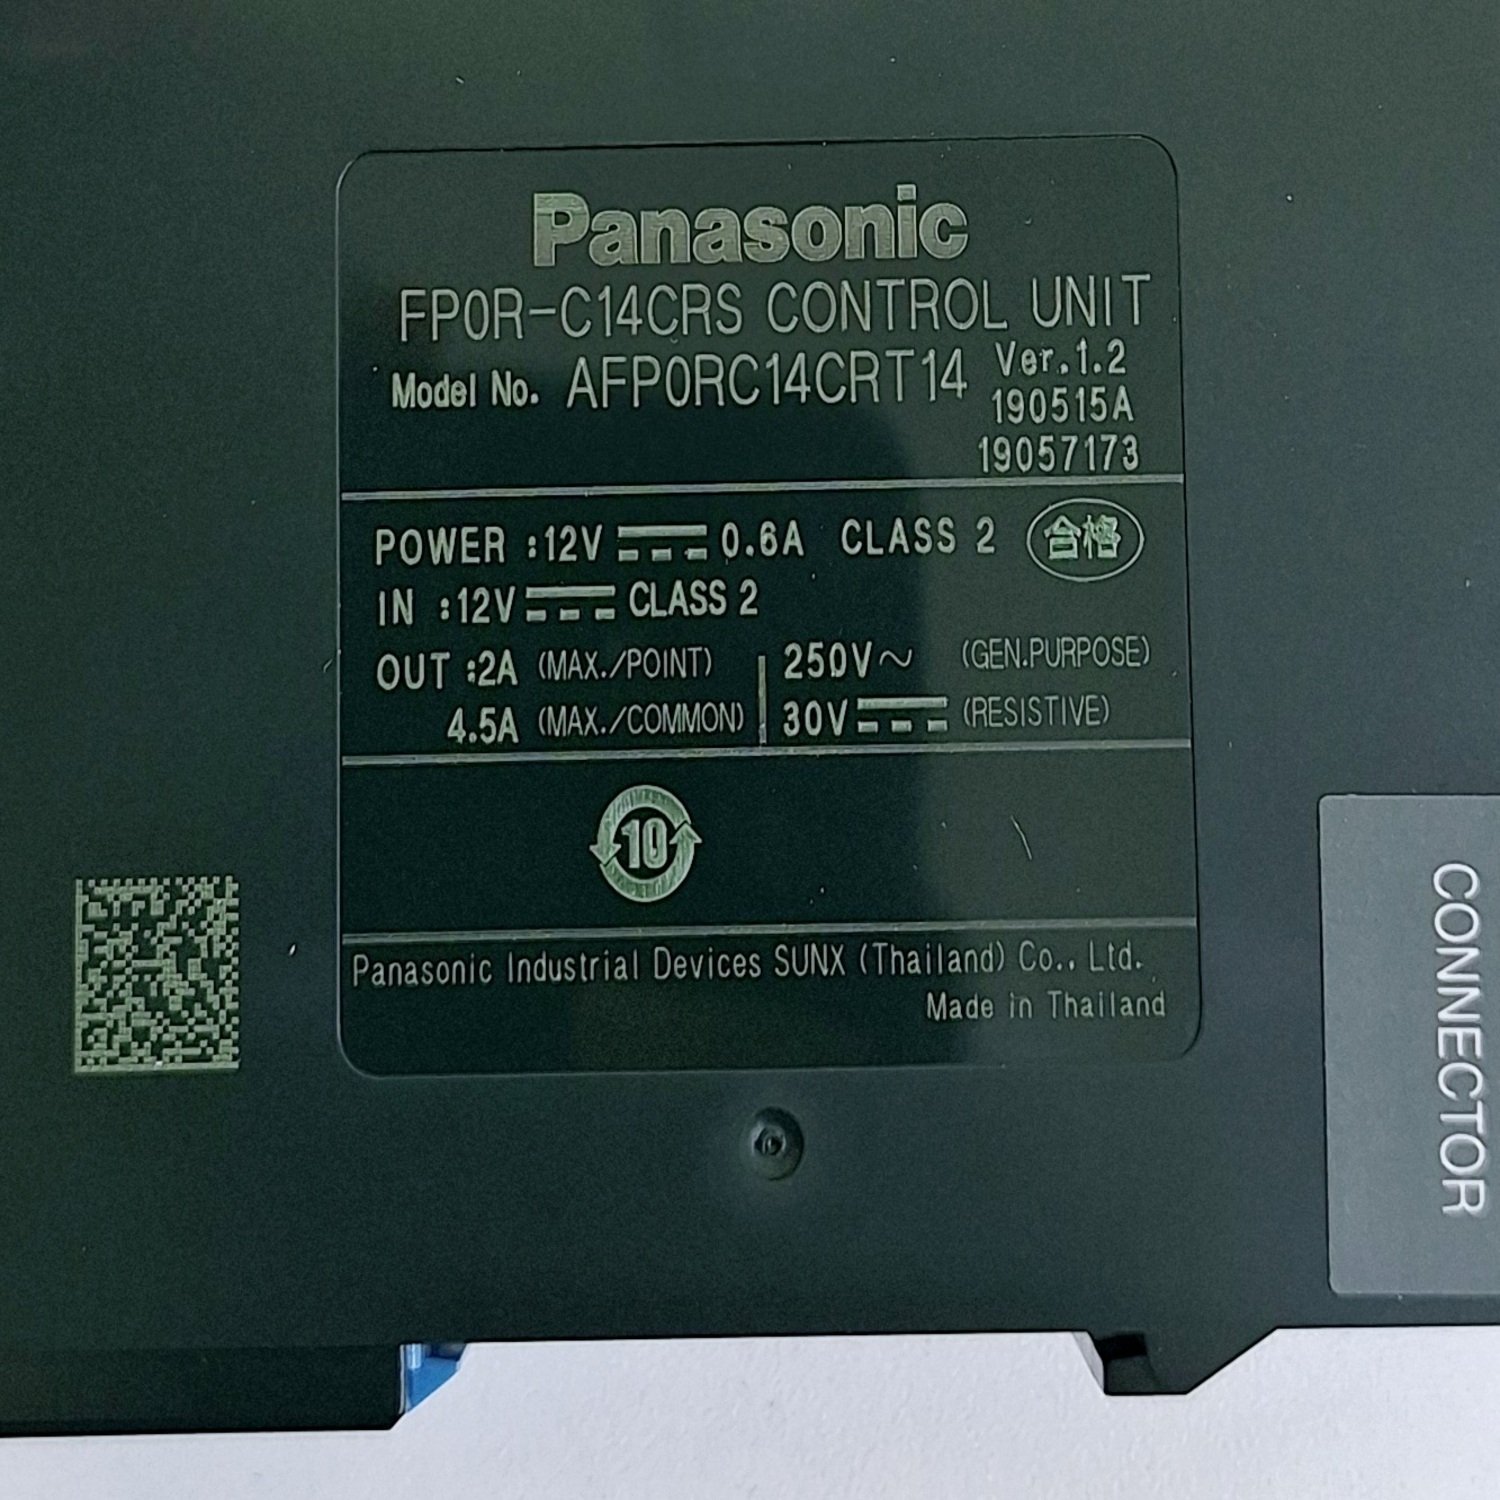 Panasonic
FP0R-C14CRS CONTROL UNIT
Model No. AFP0RC14CRT14 Ver.1.2
190515A
19057173
POWER :12V ⎓ 0.6A CLASS 2 合格
IN :12V ⎓ CLASS 2
OUT :2A (MAX./POINT) 250V~ (GEN.PURPOSE)
4.5A (MAX./COMMON) 30V ⎓ (RESISTIVE)
10
Panasonic Industrial Devices SUNX (Thailand) Co., Ltd.
Made in Thailand
CONNECTOR